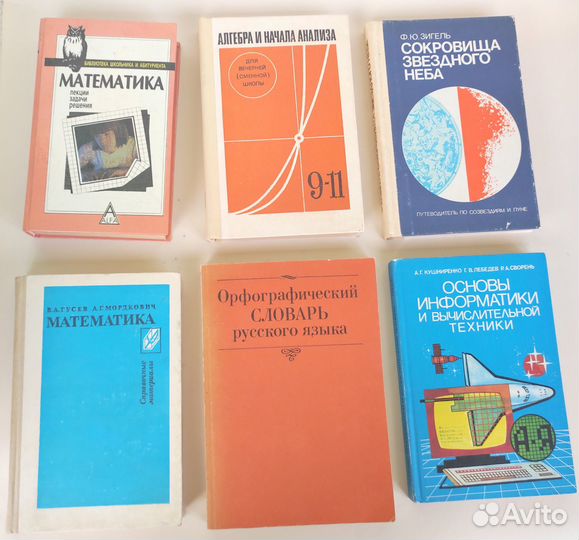 БИБЛИОТЕКА ШКОЛЬНИКА И АБИТУРИЕНТА
МАТЕМАТИКА
лекции
задачи
решения
ALFA
АЛГЕБРА И НАЧАЛА АНАЛИЗА
ДЛЯ
ВЕЧЕРНЕЙ
(СМЕННОЙ)
ШКОЛЫ
9-11
Ф. Ю. ЗИГЕЛЬ
СОКРОВИЩА
ЗВЕЗДНОГО
НЕБА
ПУТЕВОДИТЕЛЬ ПО СОЗВЕЗДИЯМ И ЛУНЕ
В.А.ГУСЕВ А.Г.МОРДКОВИЧ
МАТЕМАТИКА
Справочные
материалы
Орфографический
СЛОВАРЬ
русского языка
А.Г. КУШНИРЕНКО Г.В. ЛЕБЕДЕВ Р.А. СВОРЕНЬ
ОСНОВЫ
ИНФОРМАТИКИ
И ВЫЧИСЛИТЕЛЬНОЙ
ТЕХНИКИ
А-Я
Avito